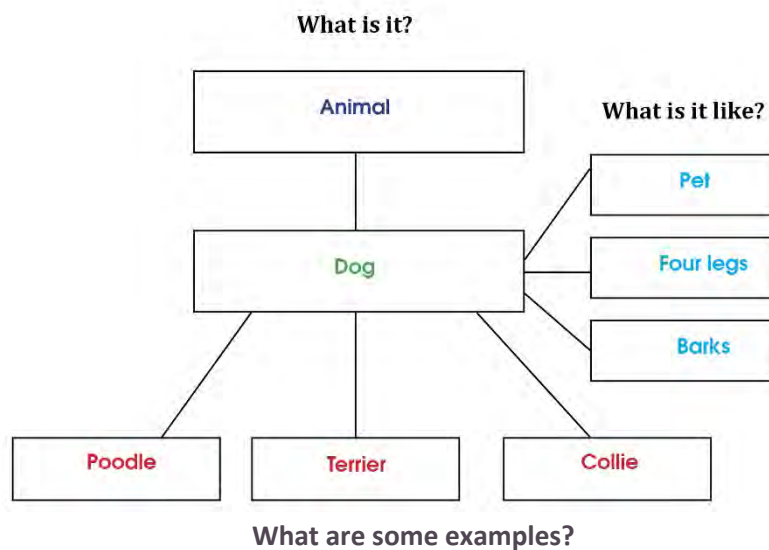 What is it?
Animal
What is it like?
Pet
Dog
Four legs
Barks
Poodle
Terrier
Collie
What are some examples?